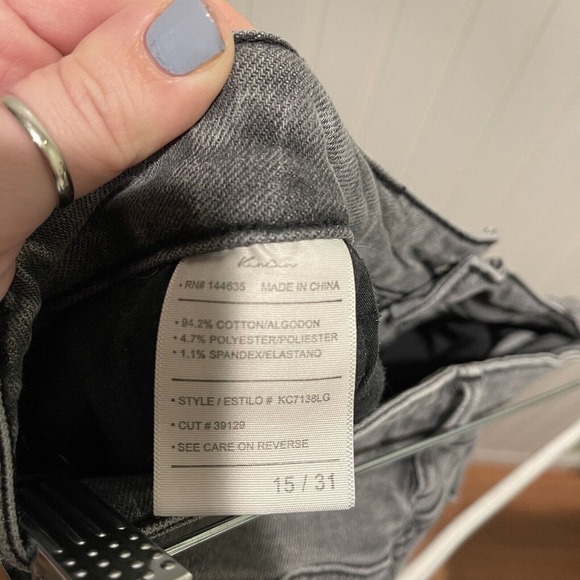 KanCan
• RN# 144635 MADE IN CHINA
• 94.2% COTTON/ALGODON
• 4.7% POLYESTER/POLIESTER
• 1.1% SPANDEX/ELASTANO
• STYLE / ESTILO # KC7138LG
• CUT # 39129
• SEE CARE ON REVERSE
15 / 31